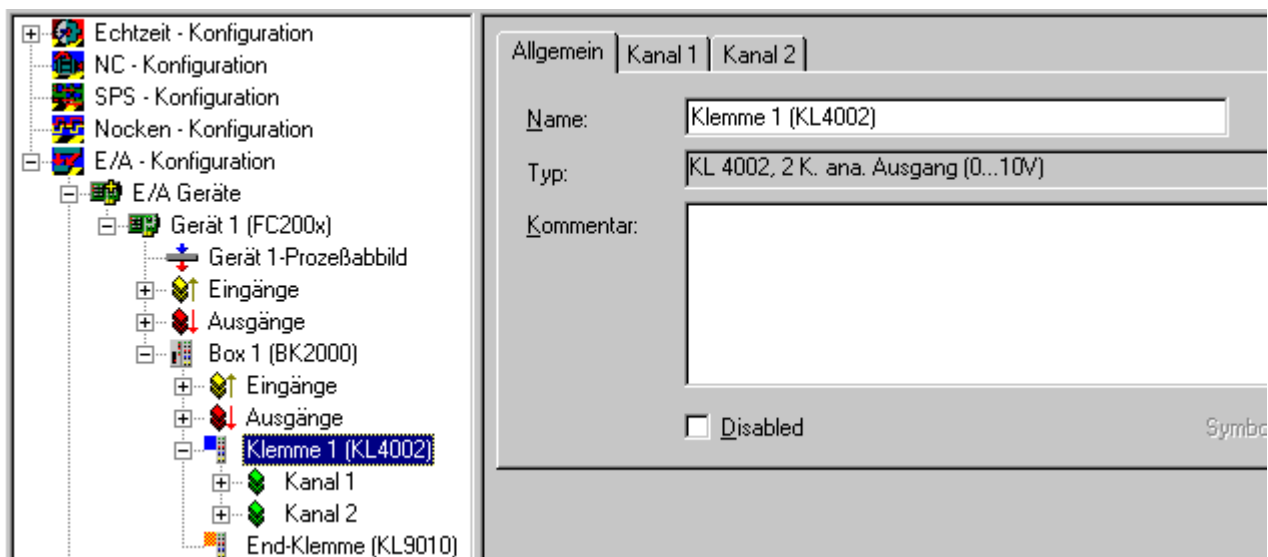 Echtzeit - Konfiguration
NC - Konfiguration
SPS - Konfiguration
Nocken - Konfiguration
E/A - Konfiguration
E/A Geräte
Gerät 1 (FC200x)
Gerät 1-Prozeßabbild
Eingänge
Ausgänge
Box 1 (BK2000)
Eingänge
Ausgänge
Klemme 1 (KL4002)
Kanal 1
Kanal 2
End-Klemme (KL9010)
Allgemein Kanal 1 Kanal 2
Name: Klemme 1 (KL4002)
Typ: KL 4002, 2 K. ana. Ausgang (0...10V)
Kommentar:
Disabled Symbo